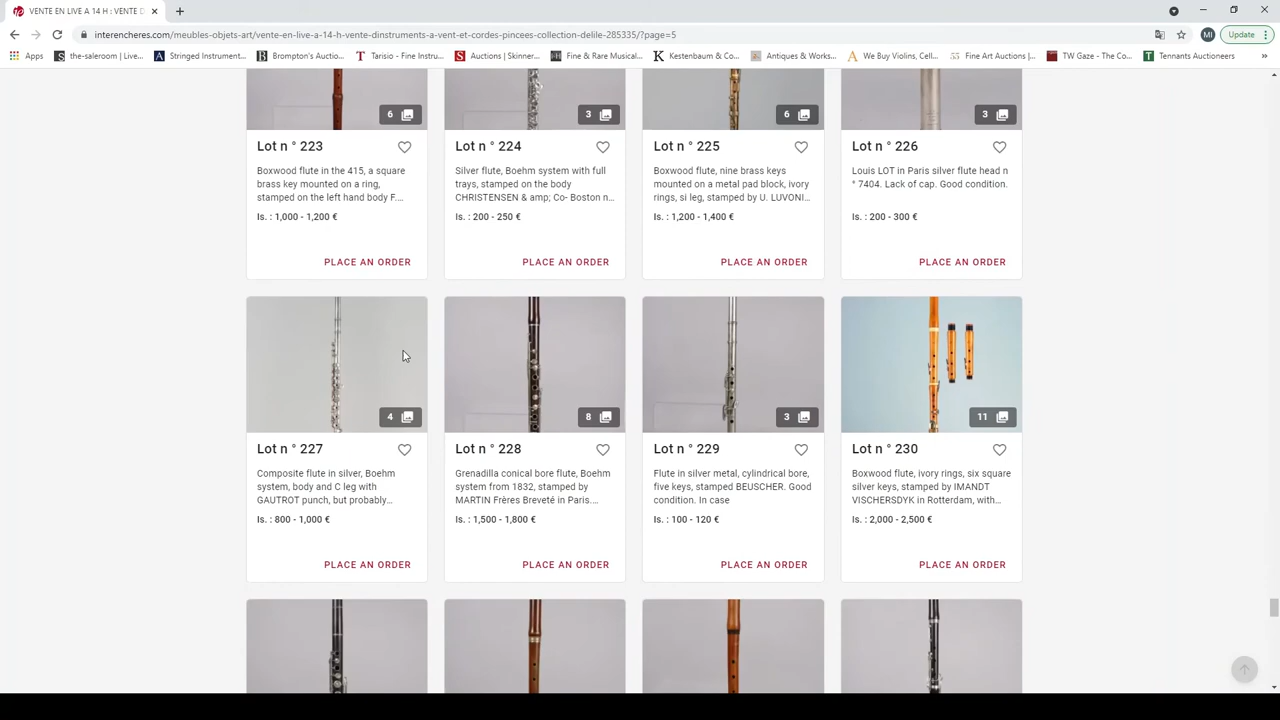 VENTE EN LIVE A 14 H : VENTE D
interencheres.com/meubles-objets-art/vente-en-live-a-14-h-vente-dinstruments-a-vent-et-cordes-pincees-collection-delile-285335/?page=5
MI
Update
Apps
the-saleroom | Live...
Stringed Instrument...
Brompton's Auctio...
Tarisio - Fine Instru...
Auctions | Skinner...
Fine & Rare Musical...
Kestenbaum & Co...
Antiques & Works...
We Buy Violins, Cell...
Fine Art Auctions |...
TW Gaze - The Co...
Tennants Auctioneers
6
3
6
3
Lot n ° 223
Boxwood flute in the 415, a square
brass key mounted on a ring,
stamped on the left hand body F....
Is. : 1,000 - 1,200 €
PLACE AN ORDER
Lot n ° 224
Silver flute, Boehm system with full
trays, stamped on the body
CHRISTENSEN & amp; Co- Boston n...
Is. : 200 - 250 €
PLACE AN ORDER
Lot n ° 225
Boxwood flute, nine brass keys
mounted on a metal pad block, ivory
rings, si leg, stamped by U. LUVONI...
Is. : 1,200 - 1,400 €
PLACE AN ORDER
Lot n ° 226
Louis LOT in Paris silver flute head n
° 7404. Lack of cap. Good condition.
Is. : 200 - 300 €
PLACE AN ORDER
4
8
3
11
Lot n ° 227
Composite flute in silver, Boehm
system, body and C leg with
GAUTROT punch, but probably...
Is. : 800 - 1,000 €
PLACE AN ORDER
Lot n ° 228
Grenadilla conical bore flute, Boehm
system from 1832, stamped by
MARTIN Frères Breveté in Paris....
Is. : 1,500 - 1,800 €
PLACE AN ORDER
Lot n ° 229
Flute in silver metal, cylindrical bore,
five keys, stamped BEUSCHER. Good
condition. In case
Is. : 100 - 120 €
PLACE AN ORDER
Lot n ° 230
Boxwood flute, ivory rings, six square
silver keys, stamped by IMANDT
VISCHERSDYK in Rotterdam, with...
Is. : 2,000 - 2,500 €
PLACE AN ORDER